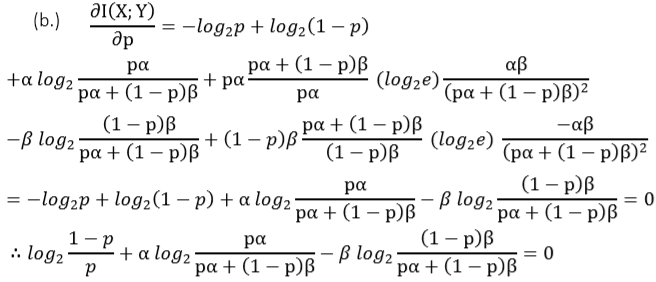 (b.) ∂I(X; Y)/∂p = −log₂p + log₂(1 − p)
+α log₂ pα/(pα + (1 − p)β) + pα (pα + (1 − p)β)/pα (log₂e) αβ/(pα + (1 − p)β)²
−β log₂ (1 − p)β/(pα + (1 − p)β) + (1 − p)β (pα + (1 − p)β)/((1 − p)β) (log₂e) −αβ/(pα + (1 − p)β)²
= −log₂p + log₂(1 − p) + α log₂ pα/(pα + (1 − p)β) − β log₂ (1 − p)β/(pα + (1 − p)β) = 0
∴ log₂ (1 − p)/p + α log₂ pα/(pα + (1 − p)β) − β log₂ (1 − p)β/(pα + (1 − p)β) = 0